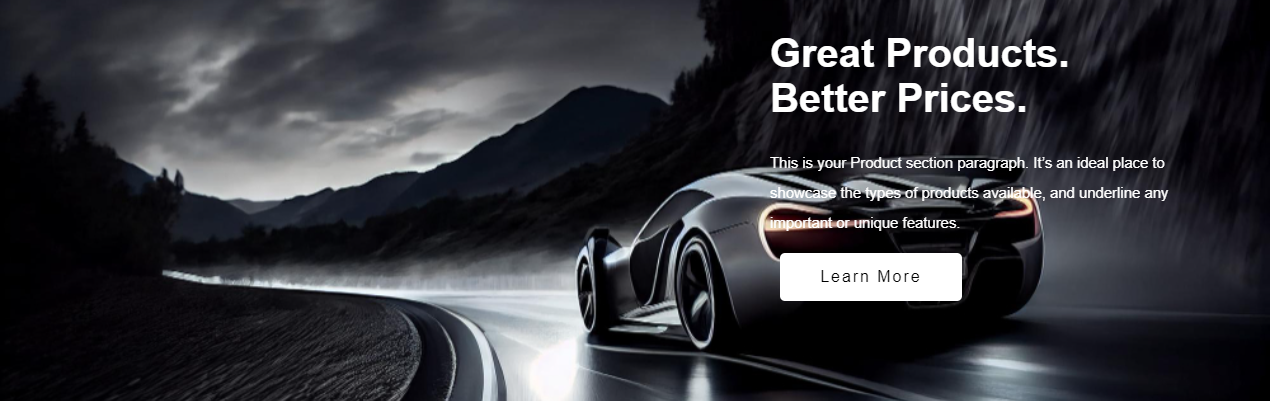 Great Products.
Better Prices.
This is your Product section paragraph. It's an ideal place to
showcase the types of products available, and underline any
important or unique features.
Learn More